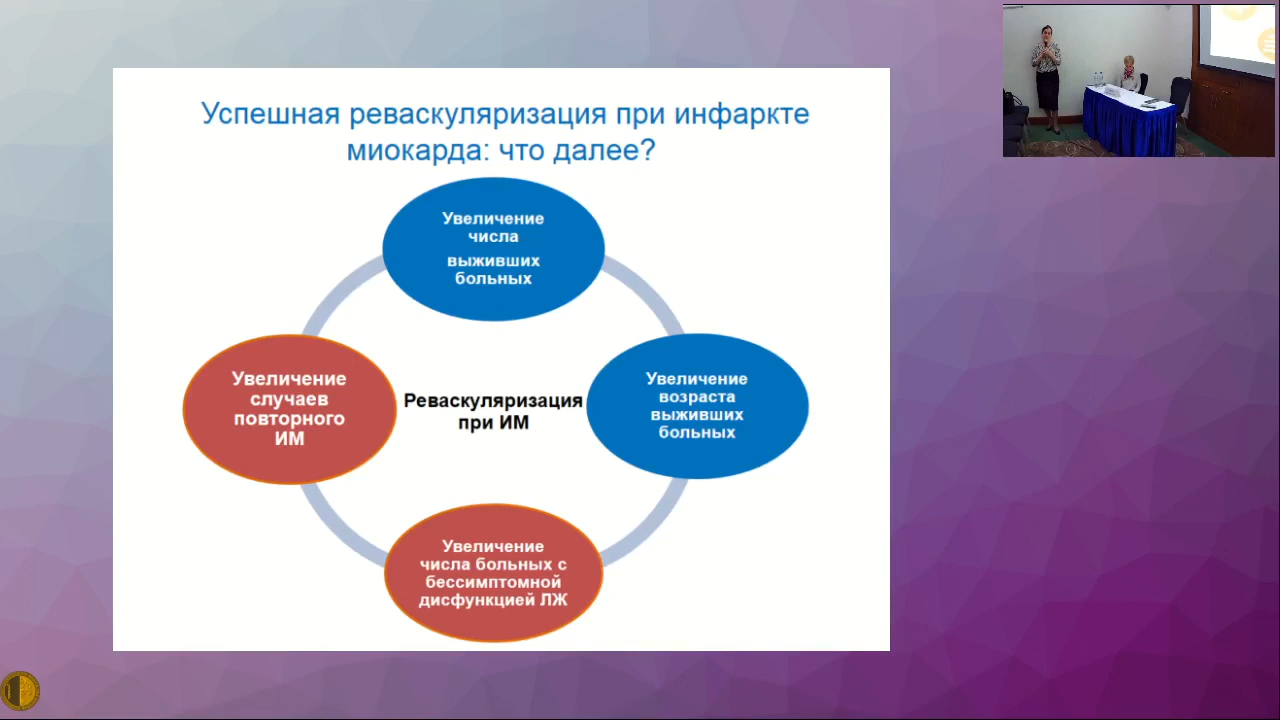 Успешная реваскуляризация при инфаркте
миокарда: что далее?
Увеличение
числа
выживших
больных
Увеличение
случаев
повторного
ИМ
Реваскуляризация
при ИМ
Увеличение
возраста
выживших
больных
Увеличение
числа больных с
бессимптомной
дисфункцией ЛЖ